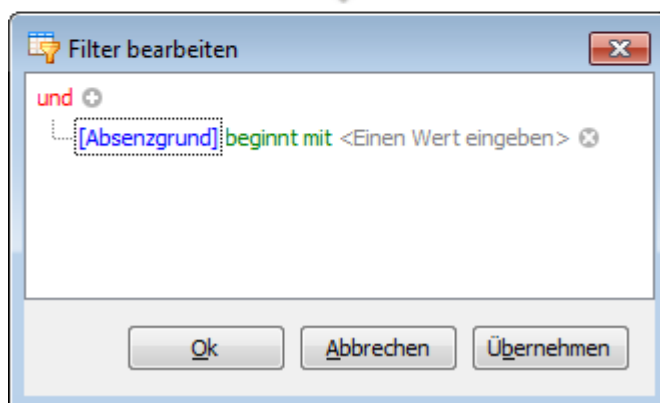 Filter bearbeiten
und
[Absenzgrund] beginnt mit <Einen Wert eingeben>
Ok Abbrechen Übernehmen